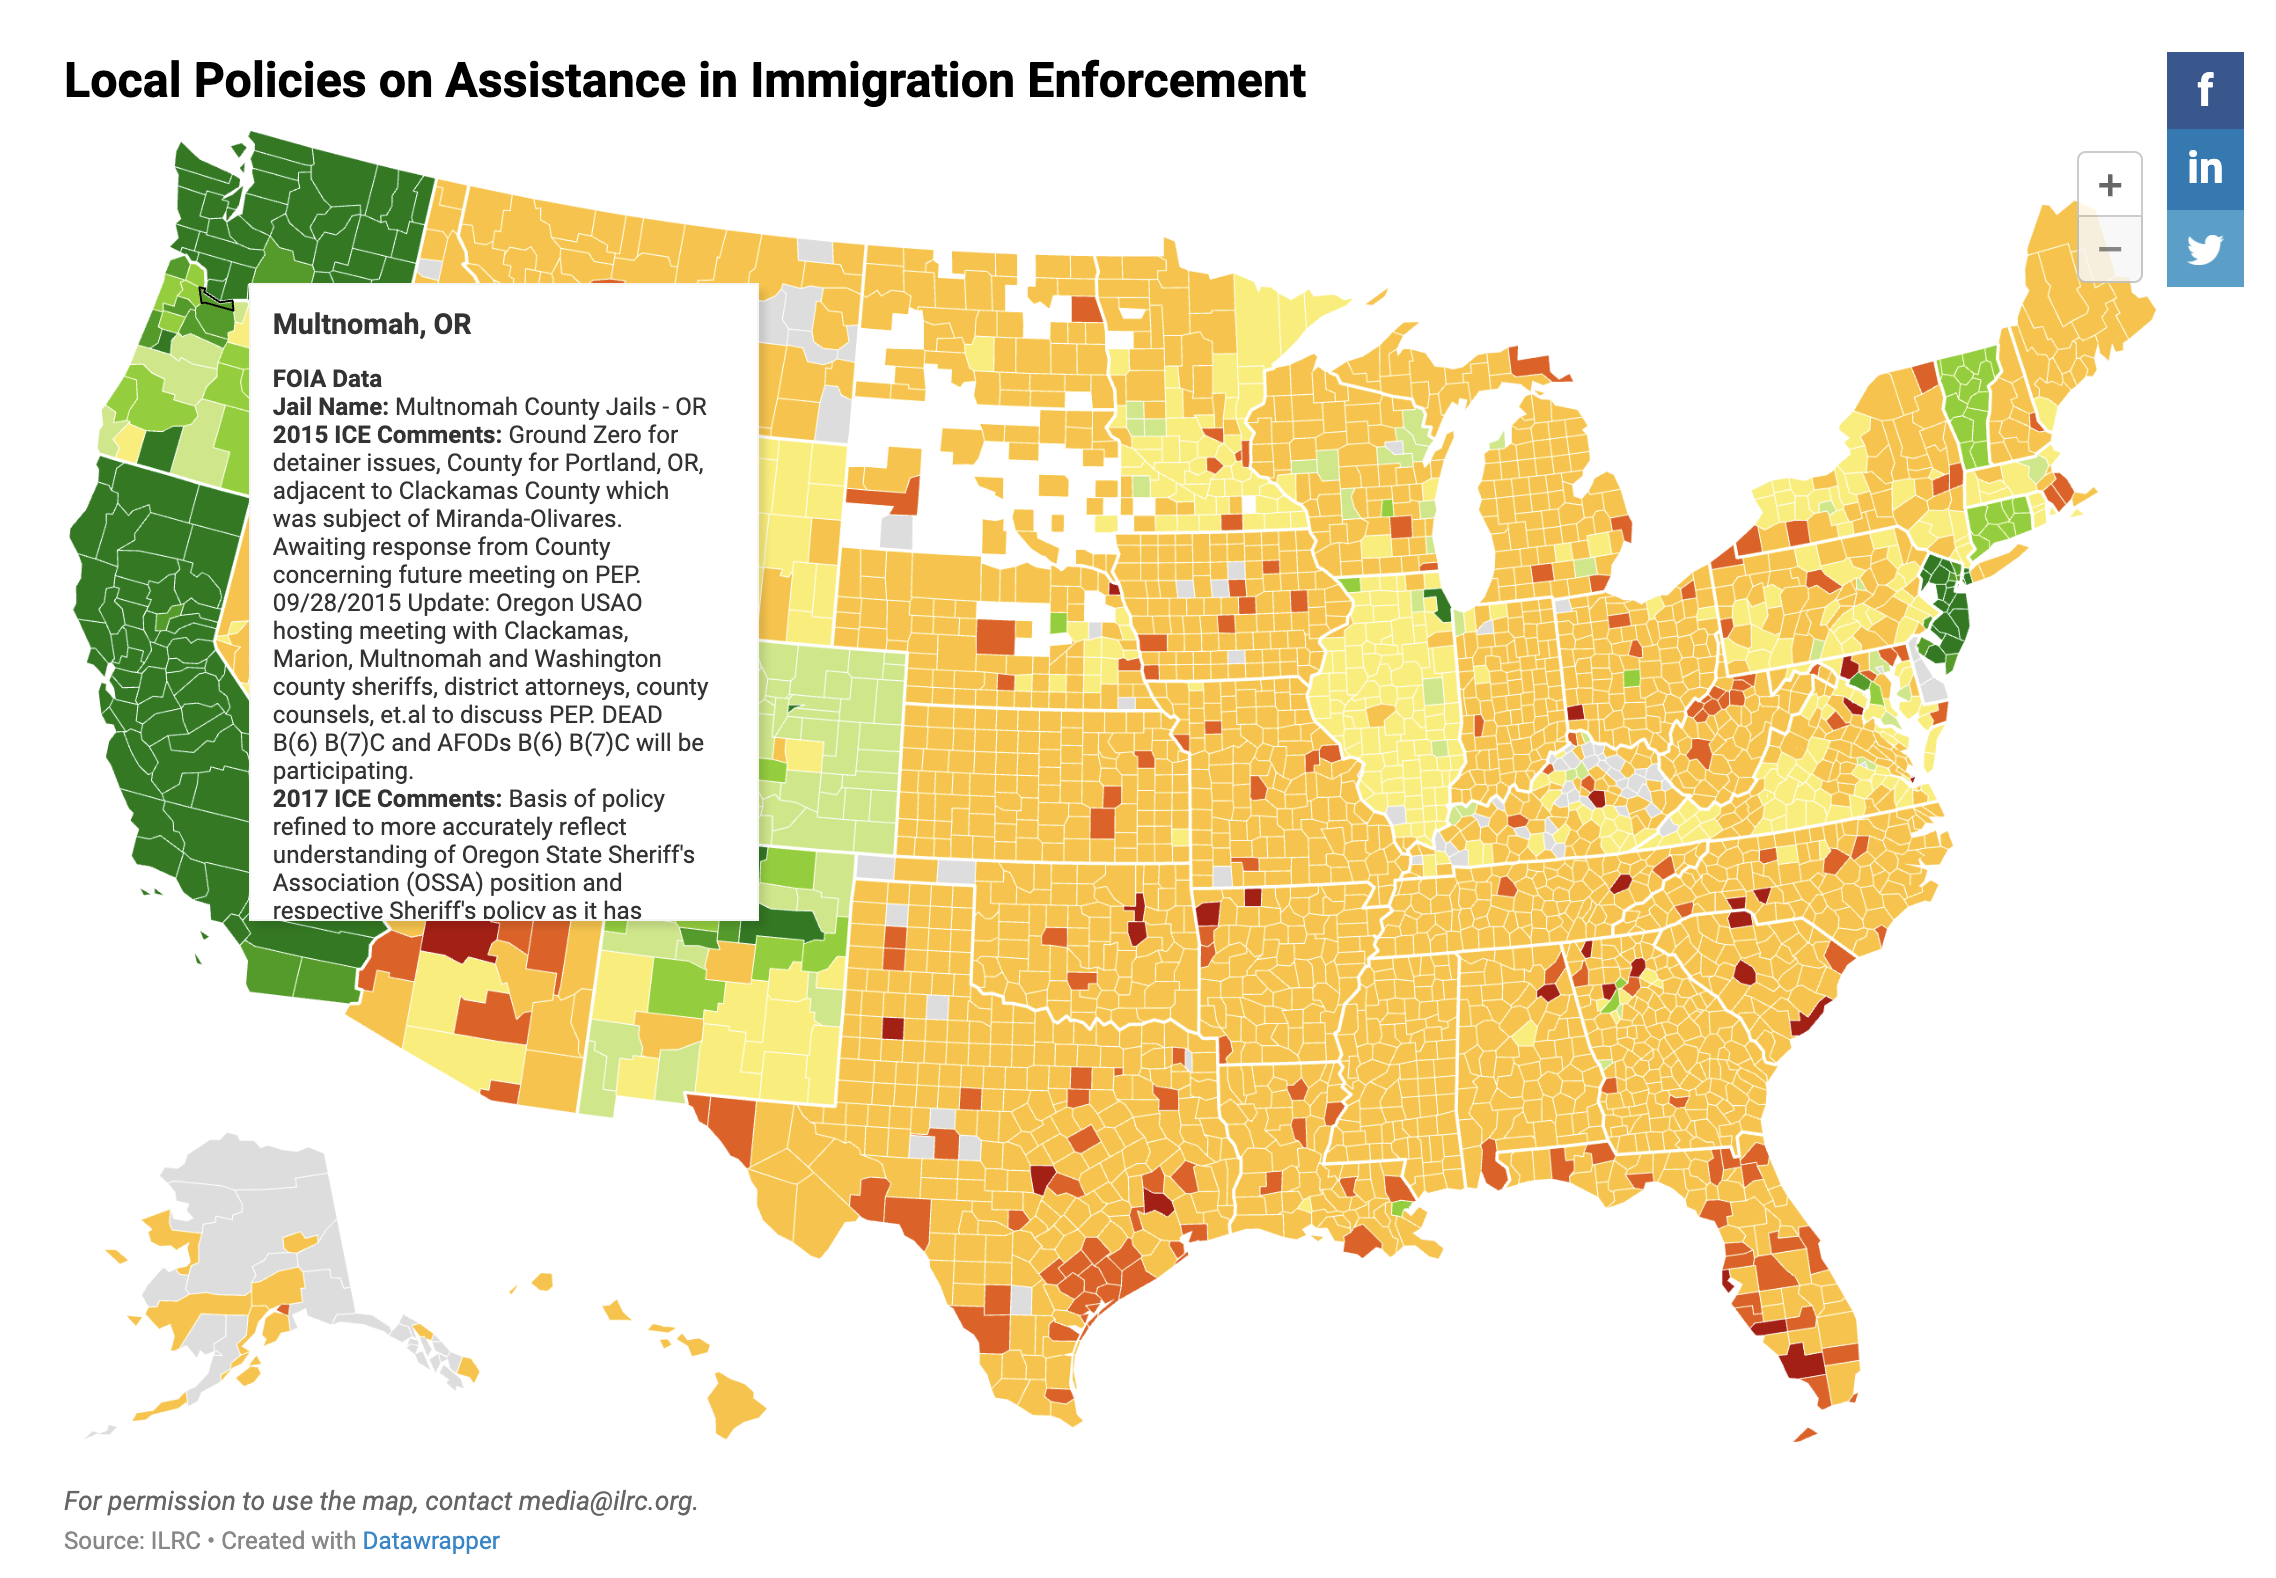 Local Policies on Assistance in Immigration Enforcement
f
in
+
−
Multnomah, OR
FOIA Data
Jail Name: Multnomah County Jails - OR
2015 ICE Comments: Ground Zero for
detainer issues, County for Portland, OR,
adjacent to Clackamas County which
was subject of Miranda-Olivares.
Awaiting response from County
concerning future meeting on PEP.
09/28/2015 Update: Oregon USAO
hosting meeting with Clackamas,
Marion, Multnomah and Washington
county sheriffs, district attorneys, county
counsels, et.al to discuss PEP. DEAD
B(6) B(7)C and AFODs B(6) B(7)C will be
participating.
2017 ICE Comments: Basis of policy
refined to more accurately reflect
understanding of Oregon State Sheriff's
Association (OSSA) position and
respective Sheriff's policy as it has
For permission to use the map, contact media@ilrc.org.
Source: ILRC • Created with Datawrapper